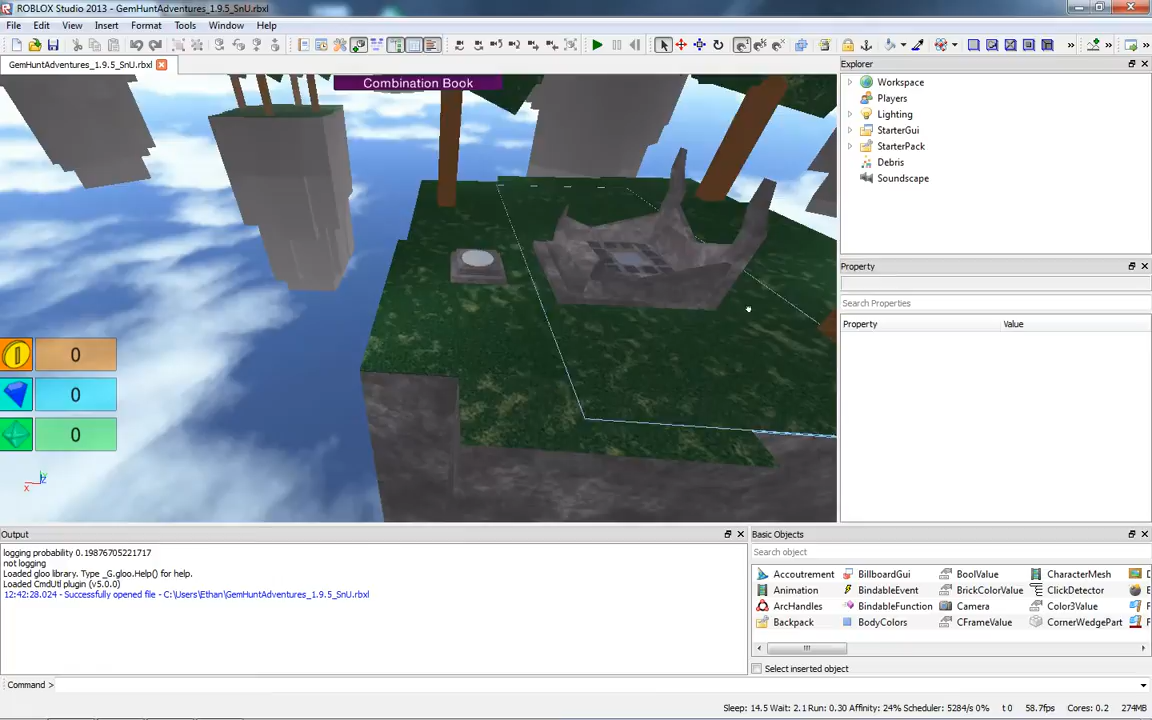 ROBLOX Studio 2013 - GemHuntAdventures_1.9.5_SnU.rbxl
File Edit View Insert Format Tools Window Help
GemHuntAdventures_1.9.5_SnU.rbxl
Combination Book
0
0
0
Explorer
Workspace
Players
Lighting
StarterGui
StarterPack
Debris
Soundscape
Property
Search Properties
Property Value
Output
logging probability 0.19876705221717
not logging
Loaded gloo library. Type _G.gloo.Help() for help.
Loaded CmdUtl plugin (v5.0.0)
12:42:28.024 - Successfully opened file - C:\Users\Ethan\GemHuntAdventures_1.9.5_SnU.rbxl
Basic Objects
Search object
Accoutrement BillboardGui BoolValue CharacterMesh D
Animation BindableEvent BrickColorValue ClickDetector E
ArcHandles BindableFunction Camera Color3Value F
Backpack BodyColors CFrameValue CornerWedgePart F
Select inserted object
Command >
Sleep: 14.5 Wait: 2.1 Run: 0.30 Affinity: 24% Scheduler: 5284/s 0% t 0 58.7fps Cores: 0.2 274MB